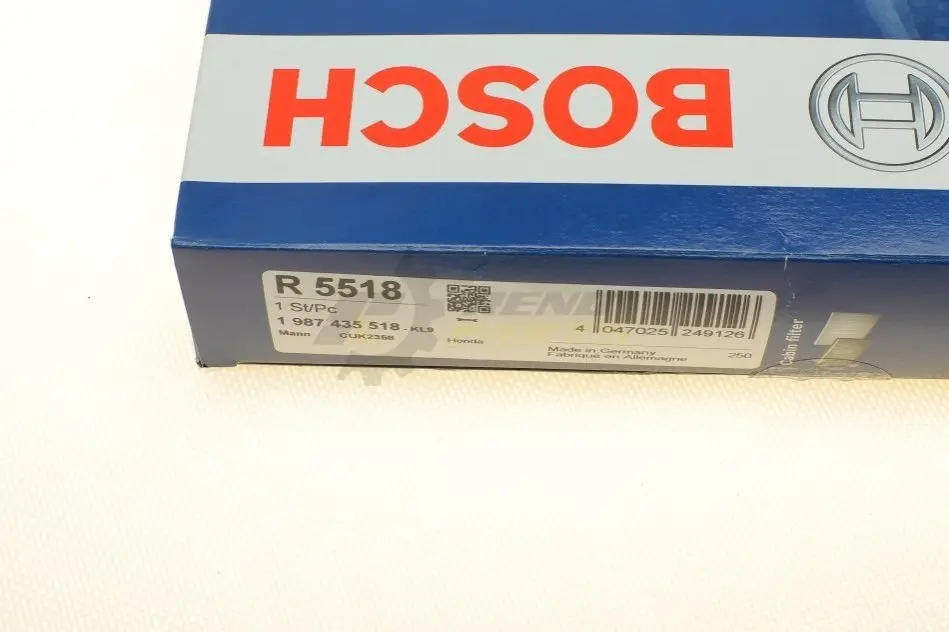 BOSCH
R 5518
1 St/Pc
1 987 435 518 - KL9
Mann CUK2358
Honda
4 047025 249126
Made in Germany
Fabrique en Allemagne
250
Cabin filter